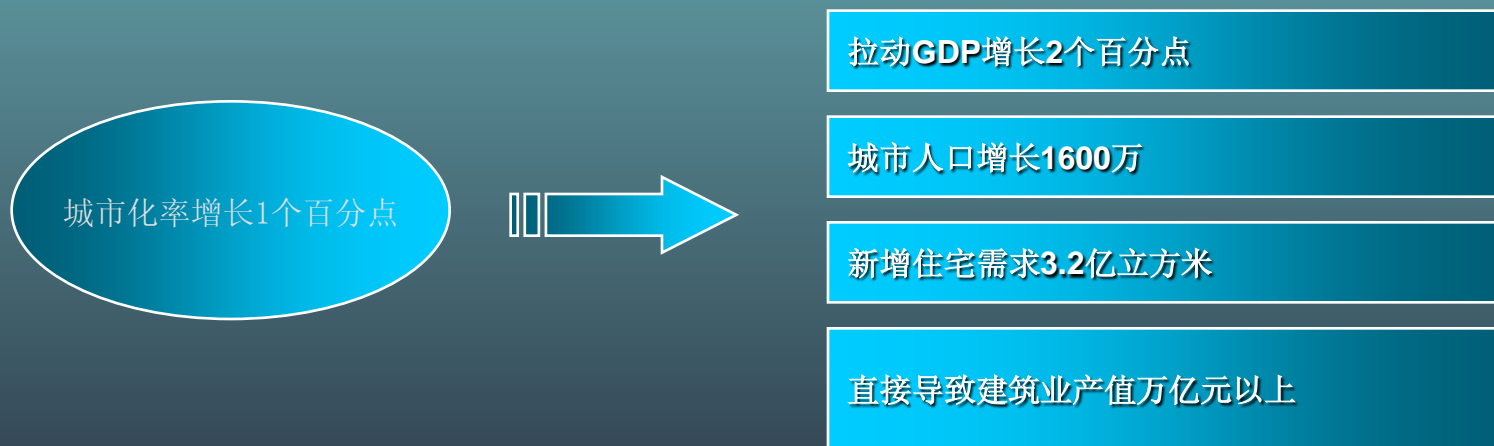 城市化率增长1个百分点
拉动GDP增长2个百分点
城市人口增长1600万
新增住宅需求3.2亿立方米
直接导致建筑业产值万亿元以上